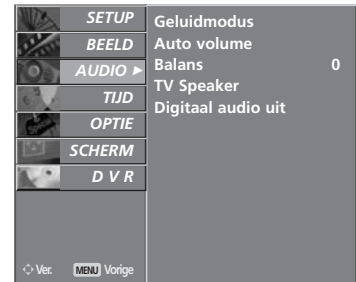 SETUP
BEELD
AUDIO
TIJD
OPTIE
SCHERM
D V R
Ver. MENU Vorige
Geluidmodus
Auto volume
Balans 0
TV Speaker
Digitaal audio uit